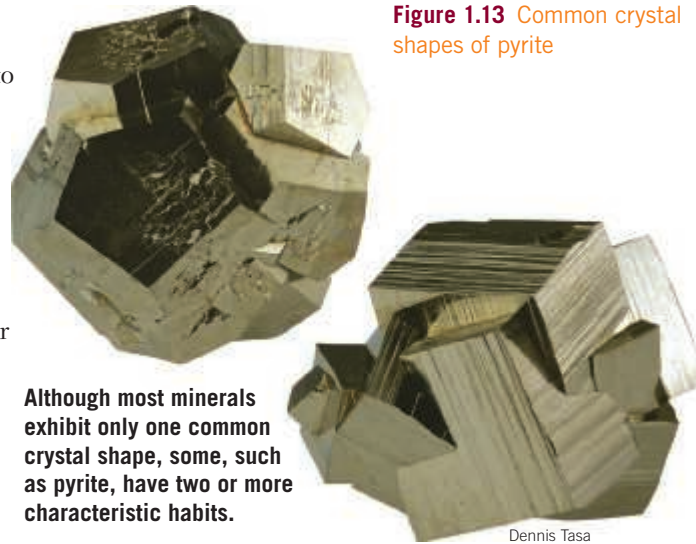 Figure 1.13 Common crystal
shapes of pyrite
Although most minerals
exhibit only one common
crystal shape, some, such
as pyrite, have two or more
characteristic habits.
Dennis Tasa